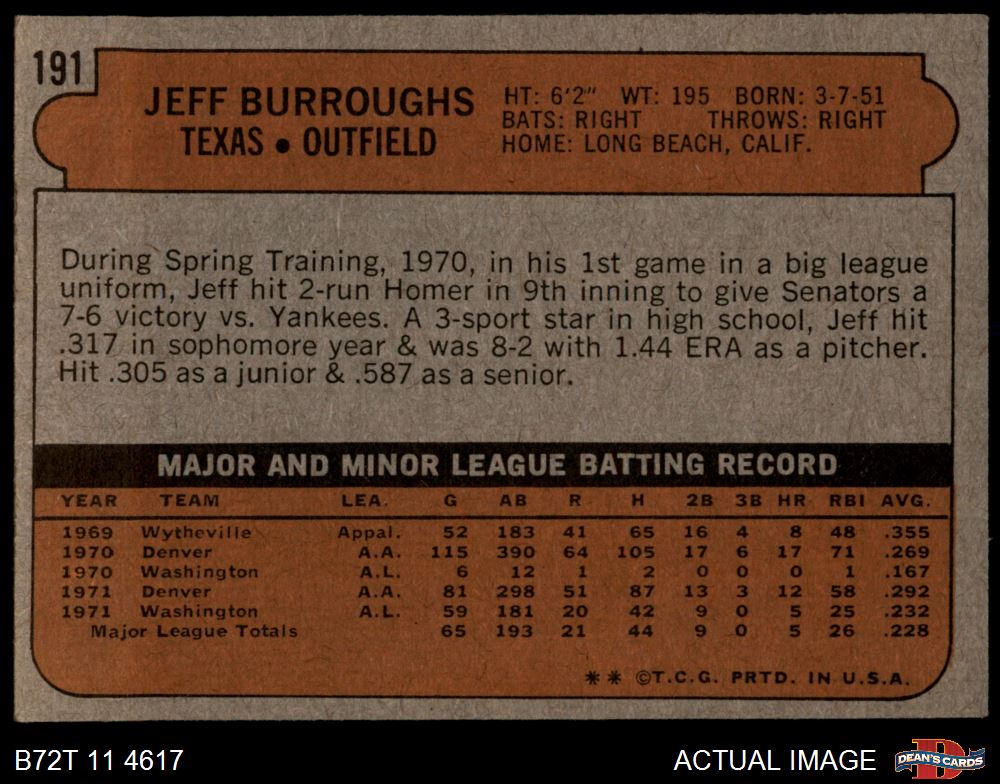 191
JEFF BURROUGHS
TEXAS • OUTFIELD
HT: 6'2" WT: 195 BORN: 3-7-51
BATS: RIGHT THROWS: RIGHT
HOME: LONG BEACH, CALIF.
During Spring Training, 1970, in his 1st game in a big league
uniform, Jeff hit 2-run Homer in 9th inning to give Senators a
7-6 victory vs. Yankees. A 3-sport star in high school, Jeff hit
.317 in sophomore year & was 8-2 with 1.44 ERA as a pitcher.
Hit .305 as a junior & .587 as a senior.
MAJOR AND MINOR LEAGUE BATTING RECORD
YEAR TEAM LEA. G AB R H 2B 3B HR RBI AVG.
1969 Wytheville Appal. 52 183 41 65 16 4 8 48 .355
1970 Denver A.A. 115 390 64 105 17 6 17 71 .269
1970 Washington A.L. 6 12 1 2 0 0 0 1 .167
1971 Denver A.A. 81 298 51 87 13 3 12 58 .292
1971 Washington A.L. 59 181 20 42 9 0 5 25 .232
Major League Totals 65 193 21 44 9 0 5 26 .228
** ©T.C.G. PRTD. IN U.S.A.
B72T 11 4617
ACTUAL IMAGE
D
DEAN'S CARDS